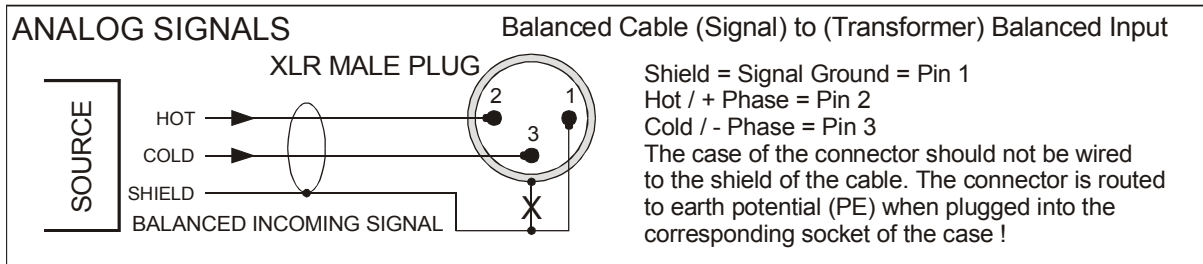 ANALOG SIGNALS
Balanced Cable (Signal) to (Transformer) Balanced Input
XLR MALE PLUG
SOURCE
HOT
COLD
SHIELD
BALANCED INCOMING SIGNAL
2
1
3
X
Shield = Signal Ground = Pin 1
Hot / + Phase = Pin 2
Cold / - Phase = Pin 3
The case of the connector should not be wired
to the shield of the cable. The connector is routed
to earth potential (PE) when plugged into the
corresponding socket of the case !